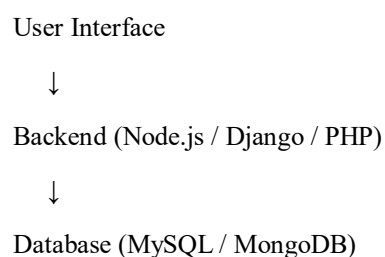 User Interface
↓
Backend (Node.js / Django / PHP)
↓
Database (MySQL / MongoDB)